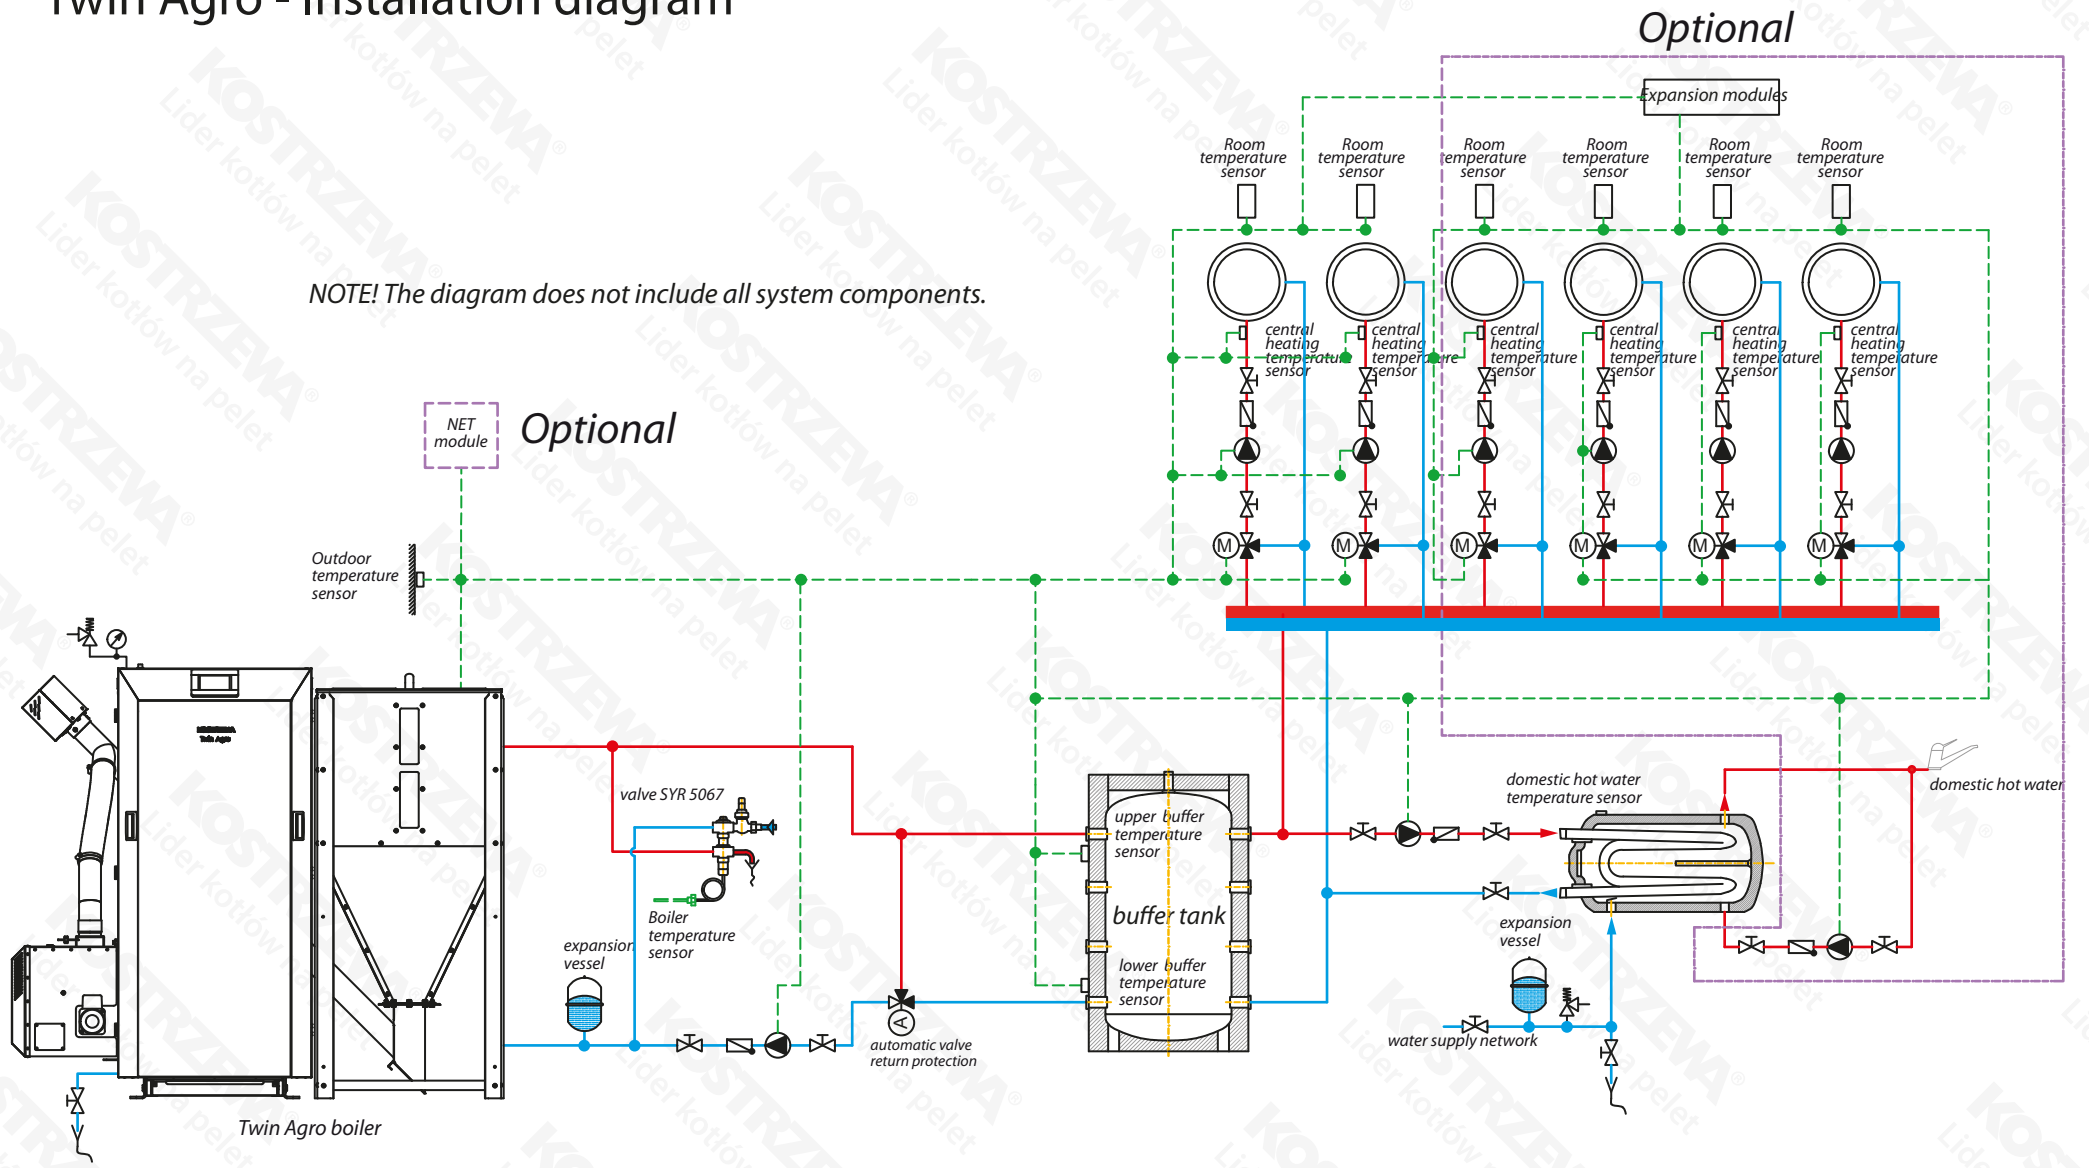 Twin Agro - Installation diagram
Optional
Expansion modules
Room
temperature
sensor
Room
temperature
sensor
Room
temperature
sensor
Room
temperature
sensor
Room
temperature
sensor
Room
temperature
sensor
NOTE! The diagram does not include all system components.
central
heating
temperature
sensor
central
heating
temperature
sensor
central
heating
temperature
sensor
central
heating
temperature
sensor
central
heating
temperature
sensor
central
heating
temperature
sensor
NET
module
Optional
M
M
M
M
M
M
Outdoor
temperature
sensor
Twin Agro
valve SYR 5067
Boiler
temperature
sensor
expansion
vessel
A
automatic valve
return protection
upper buffer
temperature
sensor
buffer tank
lower buffer
temperature
sensor
domestic hot water
temperature sensor
domestic hot water
expansion
vessel
water supply network
Twin Agro boiler
KOSTRZEWA®
Lider kotłów na pelet